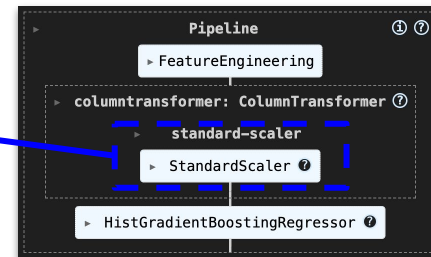 Pipeline
FeatureEngineering
columntransformer: ColumnTransformer
standard-scaler
StandardScaler
HistGradientBoostingRegressor